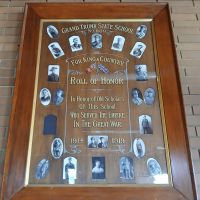 GRAND TRUNK STATE SCHOOL
FOR KING & COUNTRY
ROLL OF HONOR
IN HONOR OF OLD SCHOLARS
OF THIS SCHOOL
WHO SERVED THE EMPIRE
IN THE GREAT WAR
1914 1919